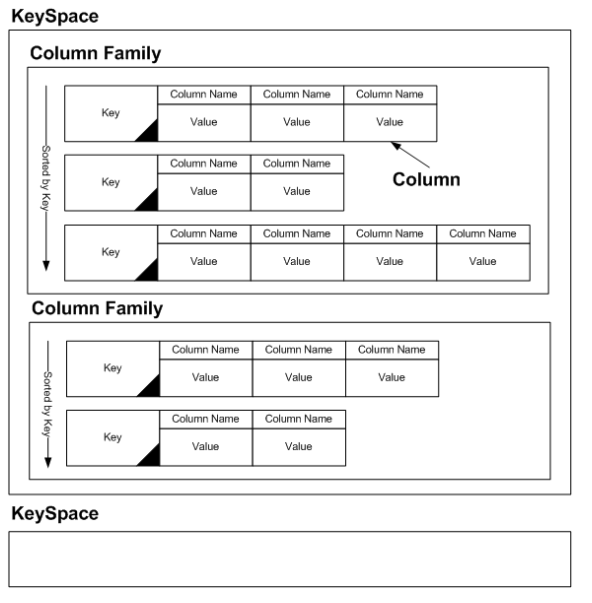 KeySpace
Column Family
Sorted by Key
Key
Column Name Column Name Column Name
Value Value Value
Column
Key
Column Name Column Name
Value Value
Key
Column Name Column Name Column Name Column Name
Value Value Value Value
Column Family
Sorted by Key
Key
Column Name Column Name Column Name
Value Value Value
Key
Column Name Column Name
Value Value
KeySpace